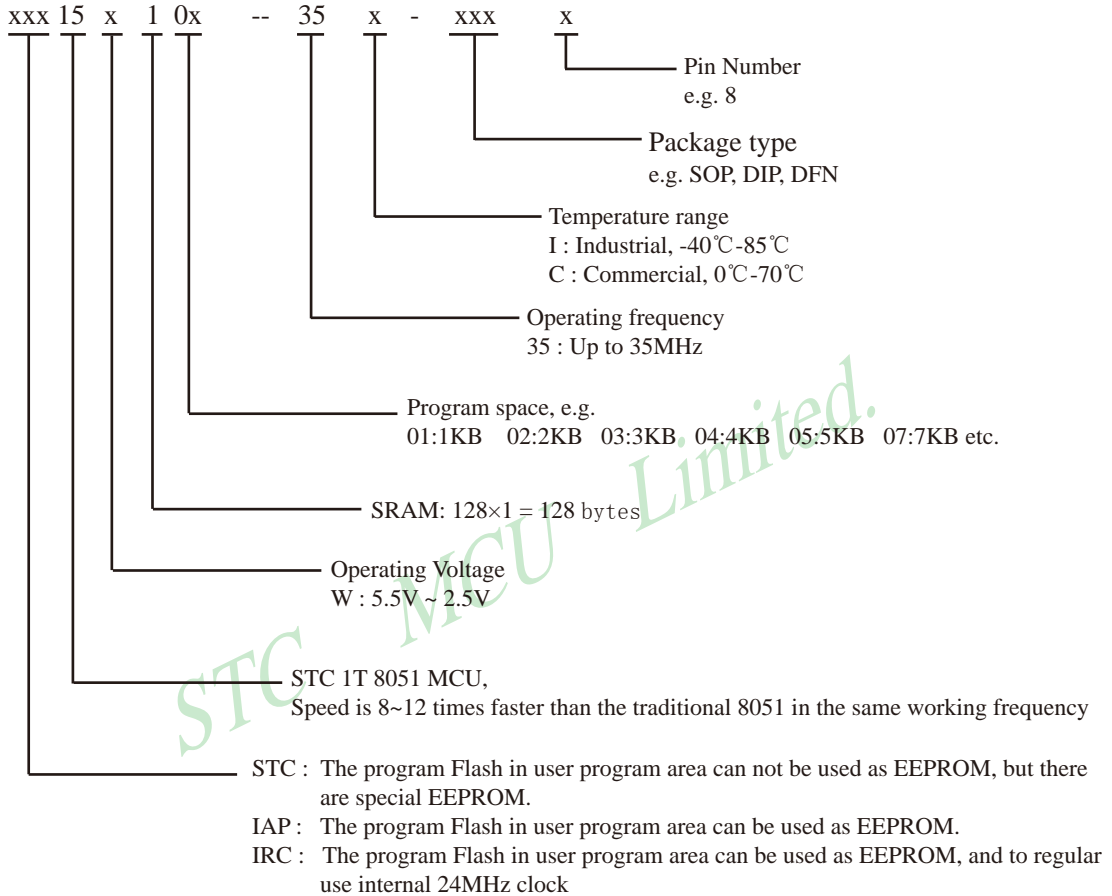 xxx 15 x 1 0x -- 35 x - xxx x
Pin Number
e.g. 8
Package type
e.g. SOP, DIP, DFN
Temperature range
I : Industrial, -40℃-85℃
C : Commercial, 0℃-70℃
Operating frequency
35 : Up to 35MHz
Program space, e.g.
01:1KB 02:2KB 03:3KB 04:4KB 05:5KB 07:7KB etc.
SRAM: 128×1 = 128 bytes
Operating Voltage
W : 5.5V ~ 2.5V
STC 1T 8051 MCU,
Speed is 8~12 times faster than the traditional 8051 in the same working frequency
STC : The program Flash in user program area can not be used as EEPROM, but there
are special EEPROM.
IAP : The program Flash in user program area can be used as EEPROM.
IRC : The program Flash in user program area can be used as EEPROM, and to regular
use internal 24MHz clock
STC MCU Limited.